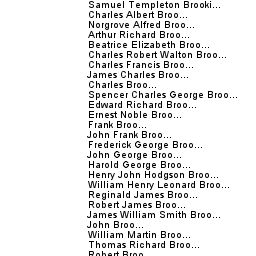 Samuel Templeton Brooki...
Charles Albert Broo...
Norgrove Alfred Broo...
Arthur Richard Broo...
Beatrice Elizabeth Broo...
Charles Robert Walton Broo...
Charles Francis Broo...
James Charles Broo...
Charles Broo...
Spencer Charles George Broo...
Edward Richard Broo...
Ernest Noble Broo...
Frank Broo...
John Frank Broo...
Frederick George Broo...
John George Broo...
Harold George Broo...
Henry John Hodgson Broo...
William Henry Leonard Broo...
Reginald James Broo...
Robert James Broo...
James William Smith Broo...
John Broo...
William Martin Broo...
Thomas Richard Broo...
Robert Broo